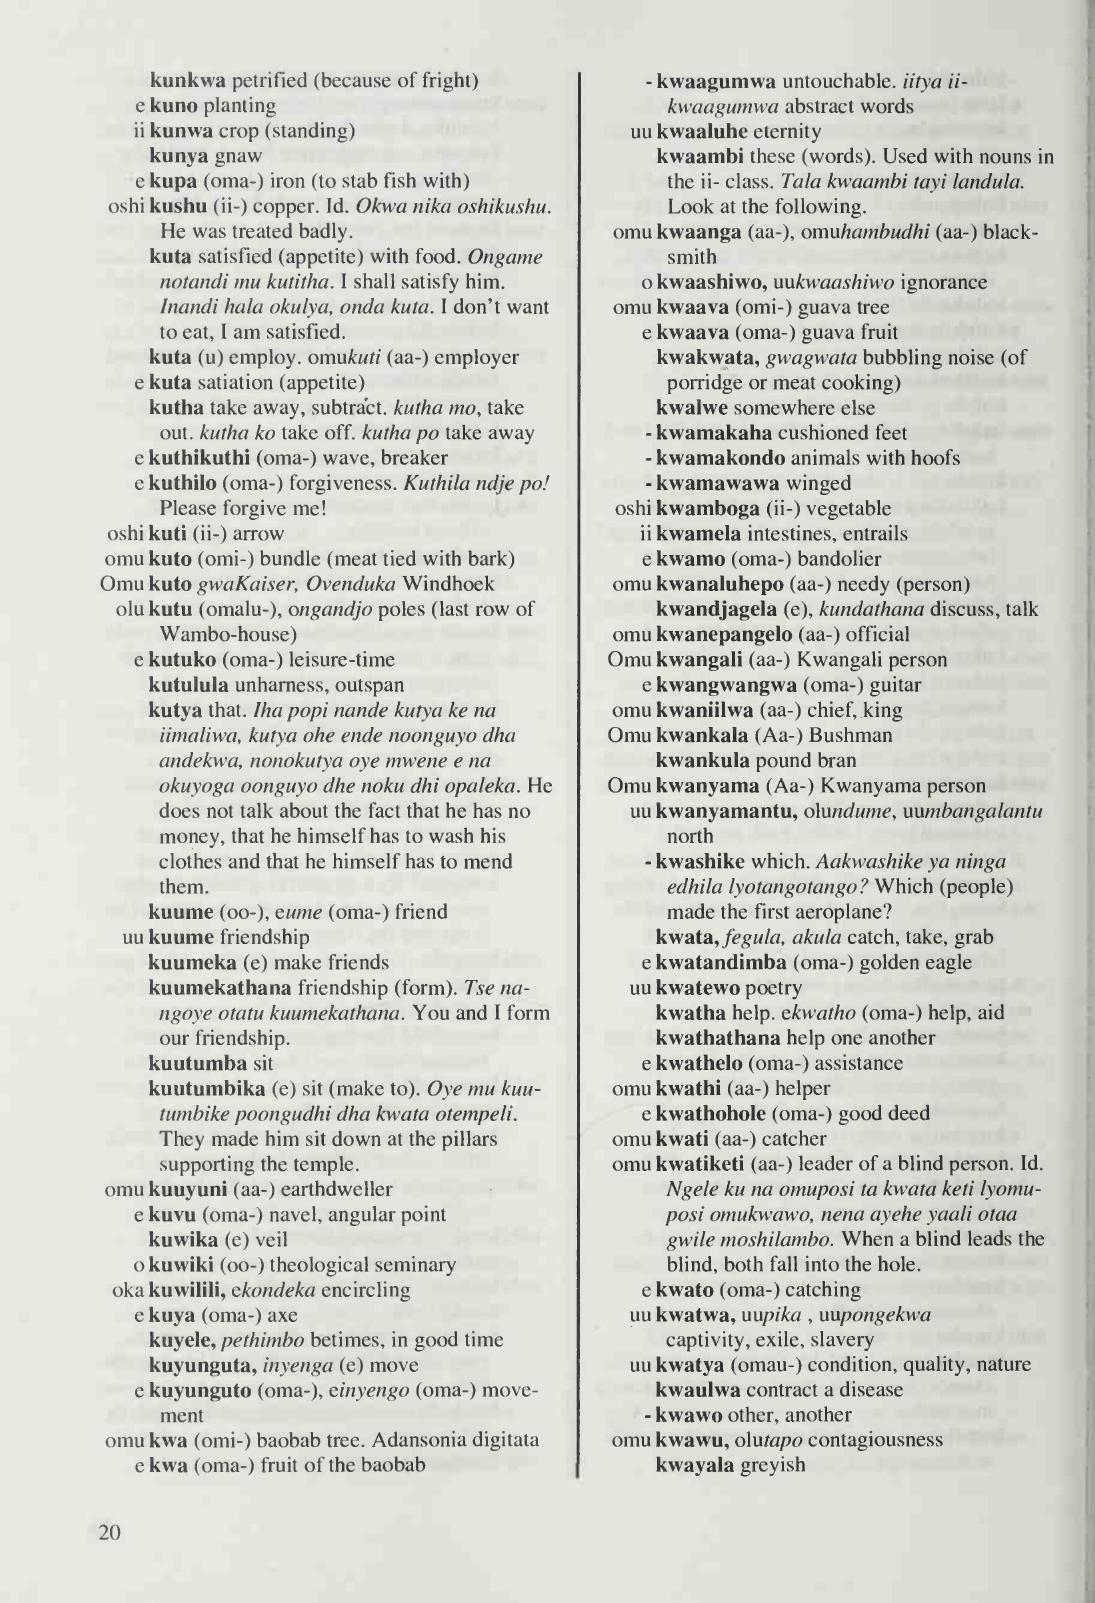 kunkwa petrified (because of fright)
e kuno planting
ii kunwa crop (standing)
kunya gnaw
e kupa (oma-) iron (to stab fish with)
oshi kushu (ii-) copper. Id. Okwa nika oshikushu.
He was treated badly.
kuta satisfied (appetite) with food. Ongame
notandi mu kutitha. I shall satisfy him.
Inandi hala okulya, onda kuta. I don't want
to eat, I am satisfied.
kuta (u) employ. omukuti (aa-) employer
e kuta satiation (appetite)
kutha take away, subtract. kutha mo, take
out. kutha ko take off. kutha po take away
e kuthikuthi (oma-) wave, breaker
e kuthilo (oma-) forgiveness. Kuthila ndje po!
Please forgive me!
oshi kuti (ii-) arrow
omu kuto (omi-) bundle (meat tied with bark)
Omu kuto gwaKaiser, Ovenduka Windhoek
olu kutu (omalu-), ongandjo poles (last row of
Wambo-house)
e kutuko (oma-) leisure-time
kutulula unharness, outspan
kutya that. Iha popi nande kutya ke na
iimaliwa, kutya ohe ende noonguyo dha
andekwa, nonokutya oye mwene e na
okuyoga oonguyo dhe noku dhi opaleka. He
does not talk about the fact that he has no
money, that he himself has to wash his
clothes and that he himself has to mend
them.
kuume (oo-), eume (oma-) friend
uu kuume friendship
kuumeka (e) make friends
kuumekathana friendship (form). Tse na-
ngoye otatu kuumekathana. You and I form
our friendship.
kuutumba sit
kuutumbika (e) sit (make to). Oye mu kuu-
tumbike poongudhi dha kwata otempeli.
They made him sit down at the pillars
supporting the temple.
omu kuuyuni (aa-) earthdweller
e kuvu (oma-) navel, angular point
kuwika (e) veil
o kuwiki (oo-) theological seminary
oka kuwilili, ekondeka encircling
e kuya (oma-) axe
kuyele, pethimbo betimes, in good time
kuyunguta, inyenga (e) move
e kuyunguto (oma-), einyengo (oma-) move-
ment
omu kwa (omi-) baobab tree. Adansonia digitata
e kwa (oma-) fruit of the baobab
- kwaagumwa untouchable. iitya ii-
kwaagumwa abstract words
uu kwaaluhe eternity
kwaambi these (words). Used with nouns in
the ii- class. Tala kwaambi tayi landula.
Look at the following.
omu kwaanga (aa-), omuhambudhi (aa-) black-
smith
o kwaashiwo, uukwaashiwo ignorance
omu kwaava (omi-) guava tree
e kwaava (oma-) guava fruit
kwakwata, gwagwata bubbling noise (of
porridge or meat cooking)
kwalwe somewhere else
- kwamakaha cushioned feet
- kwamakondo animals with hoofs
- kwamawawa winged
oshi kwamboga (ii-) vegetable
ii kwamela intestines, entrails
e kwamo (oma-) bandolier
omu kwanaluhepo (aa-) needy (person)
kwandjagela (e), kundathana discuss, talk
omu kwanepangelo (aa-) official
Omu kwangali (aa-) Kwangali person
e kwangwangwa (oma-) guitar
omu kwaniilwa (aa-) chief, king
Omu kwankala (Aa-) Bushman
kwankula pound bran
Omu kwanyama (Aa-) Kwanyama person
uu kwanyamantu, olundume, uumbangalantu
north
- kwashike which. Aakwashike ya ninga
edhila lyotangotango? Which (people)
made the first aeroplane?
kwata, fegula, akula catch, take, grab
e kwatandimba (oma-) golden eagle
uu kwatewo poetry
kwatha help. ekwatho (oma-) help, aid
kwathathana help one another
e kwathelo (oma-) assistance
omu kwathi (aa-) helper
e kwathohole (oma-) good deed
omu kwati (aa-) catcher
omu kwatiketi (aa-) leader of a blind person. Id.
Ngele ku na omuposi ta kwata keti lyomu-
posi omukwawo, nena ayehe yaali otaa
gwile moshilambo. When a blind leads the
blind, both fall into the hole.
e kwato (oma-) catching
uu kwatwa, uupika , uupongekwa
captivity, exile, slavery
uu kwatya (omau-) condition, quality, nature
kwaulwa contract a disease
- kwawo other, another
omu kwawu, olutapo contagiousness
kwayala greyish
20